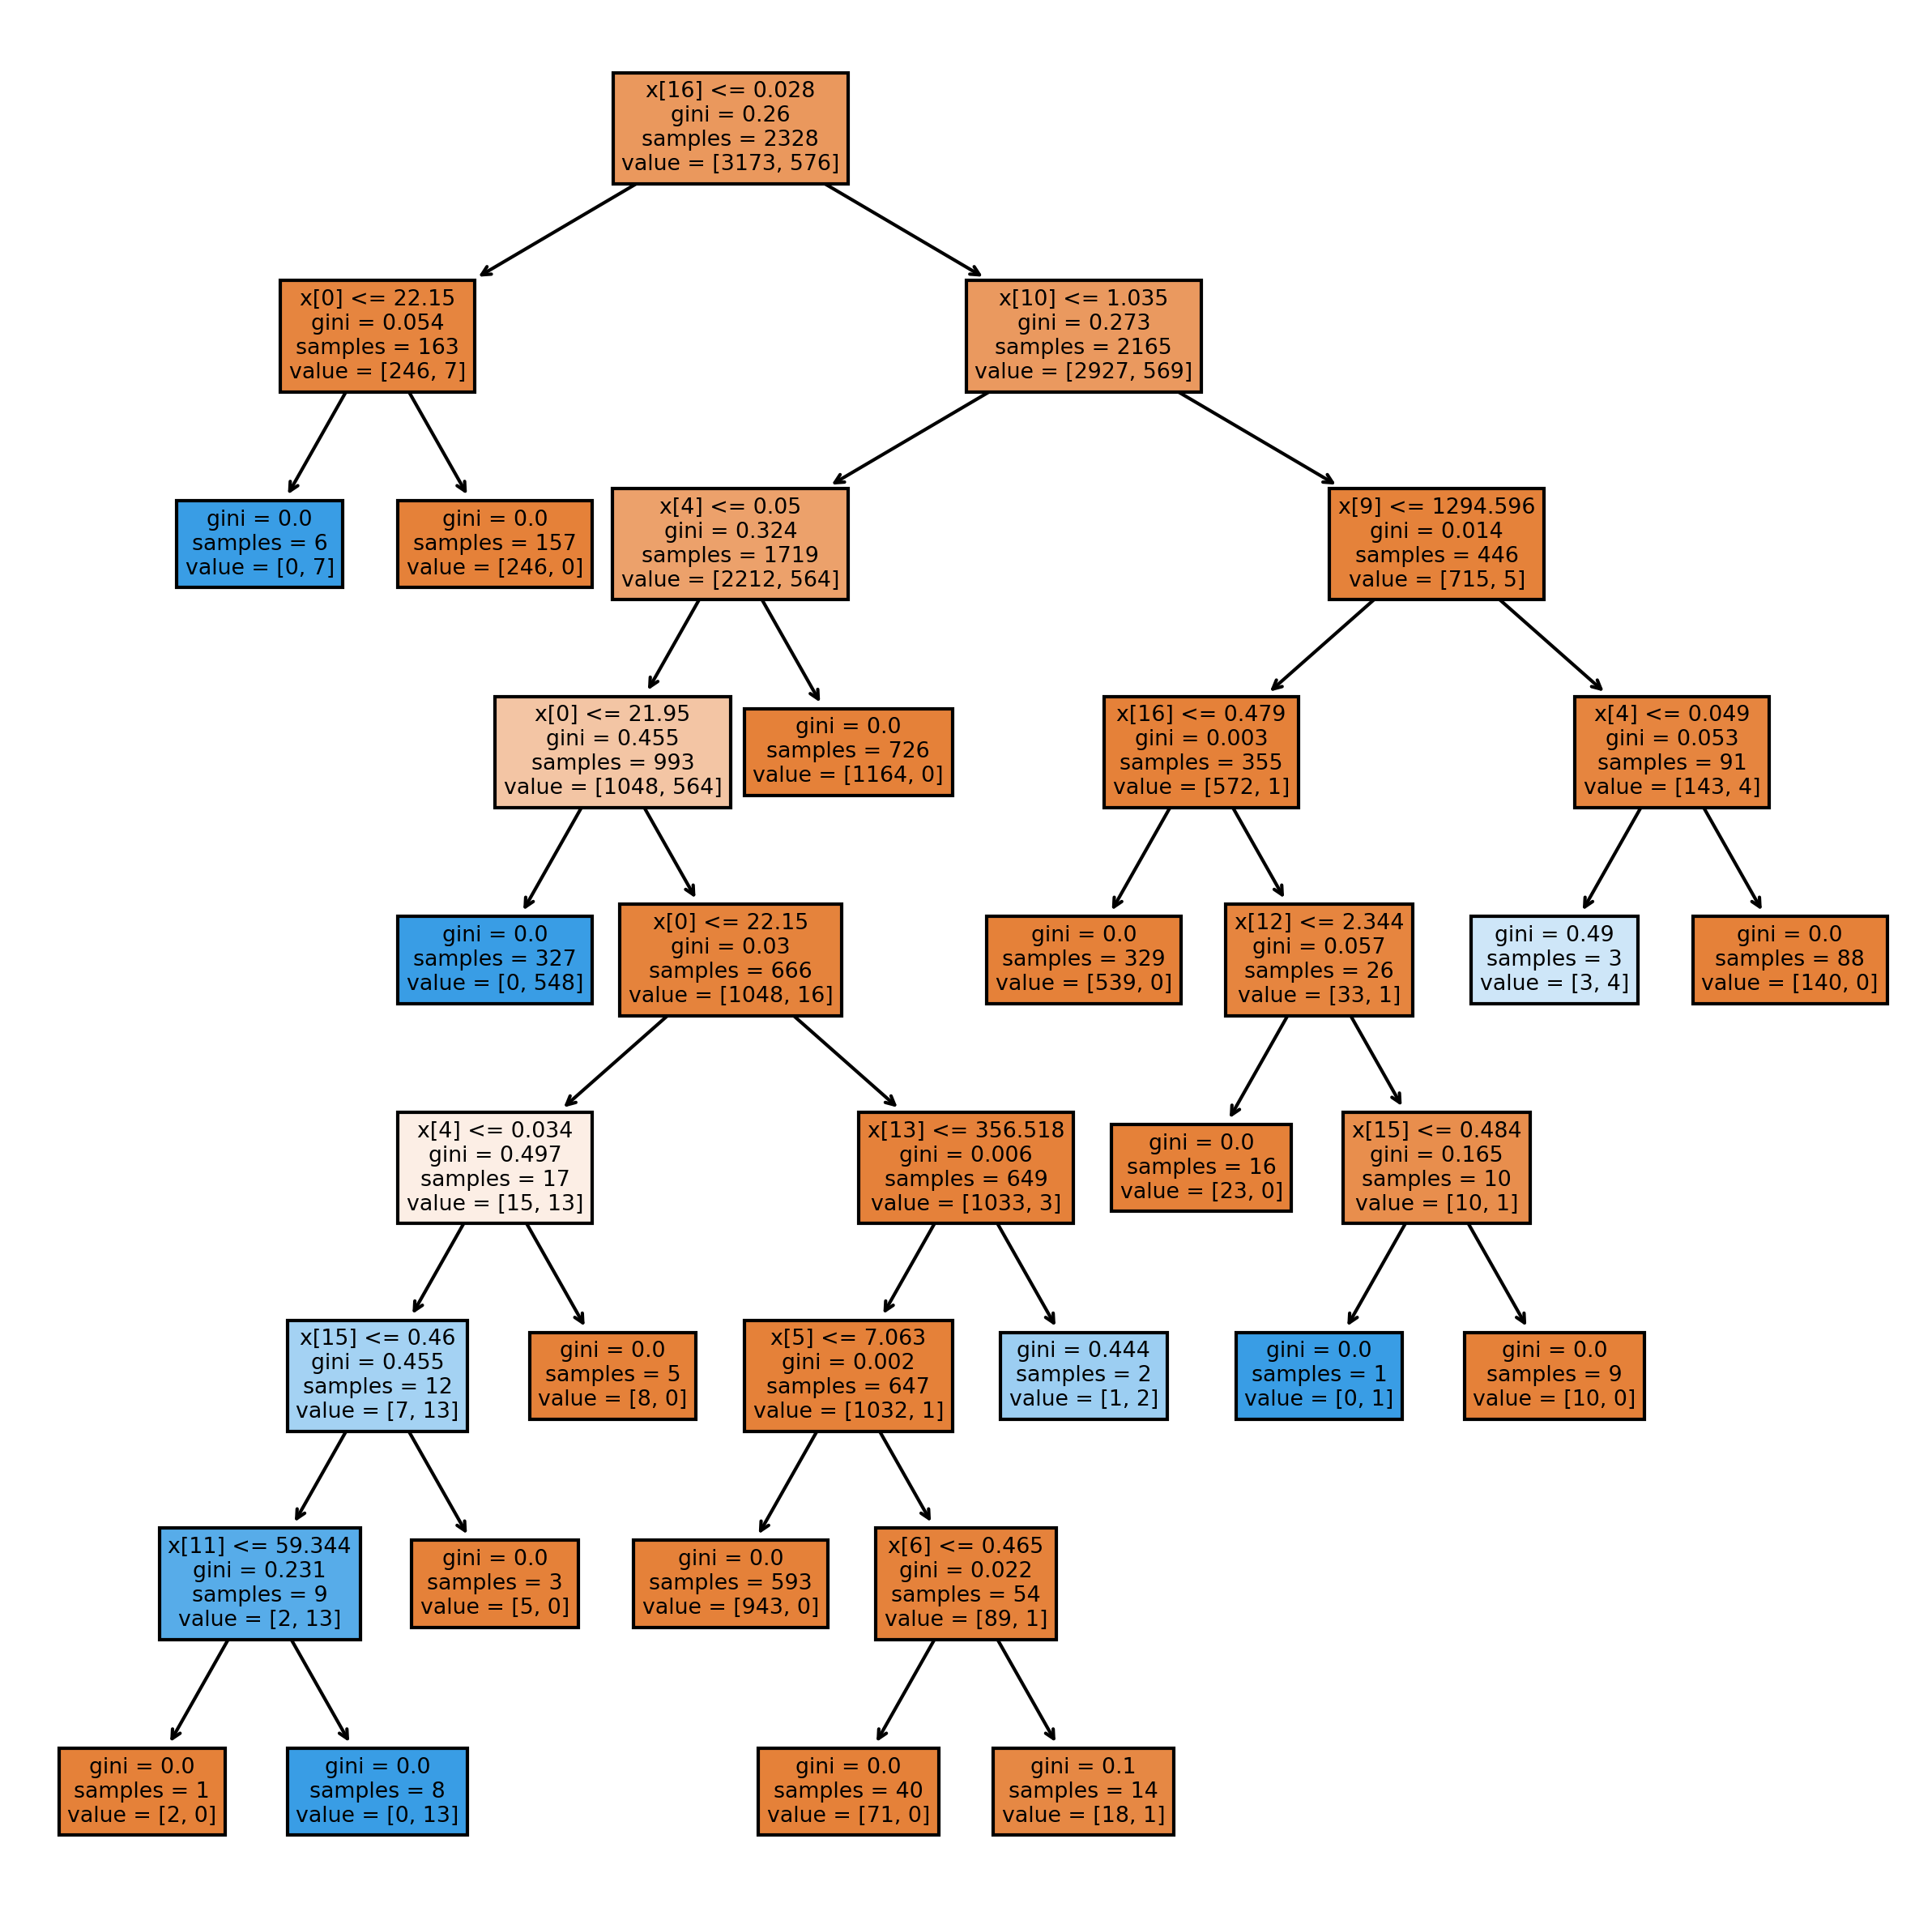 x[16] <= 0.028
gini = 0.26
samples = 2328
value = [3173, 576]
x[0] <= 22.15
gini = 0.054
samples = 163
value = [246, 7]
x[10] <= 1.035
gini = 0.273
samples = 2165
value = [2927, 569]
gini = 0.0
samples = 6
value = [0, 7]
gini = 0.0
samples = 157
value = [246, 0]
x[4] <= 0.05
gini = 0.324
samples = 1719
value = [2212, 564]
x[9] <= 1294.596
gini = 0.014
samples = 446
value = [715, 5]
x[0] <= 21.95
gini = 0.455
samples = 993
value = [1048, 564]
gini = 0.0
samples = 726
value = [1164, 0]
x[16] <= 0.479
gini = 0.003
samples = 355
value = [572, 1]
x[4] <= 0.049
gini = 0.053
samples = 91
value = [143, 4]
gini = 0.0
samples = 327
value = [0, 548]
x[0] <= 22.15
gini = 0.03
samples = 666
value = [1048, 16]
gini = 0.0
samples = 329
value = [539, 0]
x[12] <= 2.344
gini = 0.057
samples = 26
value = [33, 1]
gini = 0.49
samples = 3
value = [3, 4]
gini = 0.0
samples = 88
value = [140, 0]
x[4] <= 0.034
gini = 0.497
samples = 17
value = [15, 13]
x[13] <= 356.518
gini = 0.006
samples = 649
value = [1033, 3]
gini = 0.0
samples = 16
value = [23, 0]
x[15] <= 0.484
gini = 0.165
samples = 10
value = [10, 1]
x[15] <= 0.46
gini = 0.455
samples = 12
value = [7, 13]
gini = 0.0
samples = 5
value = [8, 0]
x[5] <= 7.063
gini = 0.002
samples = 647
value = [1032, 1]
gini = 0.444
samples = 2
value = [1, 2]
gini = 0.0
samples = 1
value = [0, 1]
gini = 0.0
samples = 9
value = [10, 0]
x[11] <= 59.344
gini = 0.231
samples = 9
value = [2, 13]
gini = 0.0
samples = 3
value = [5, 0]
gini = 0.0
samples = 593
value = [943, 0]
x[6] <= 0.465
gini = 0.022
samples = 54
value = [89, 1]
gini = 0.0
samples = 1
value = [2, 0]
gini = 0.0
samples = 8
value = [0, 13]
gini = 0.0
samples = 40
value = [71, 0]
gini = 0.1
samples = 14
value = [18, 1]